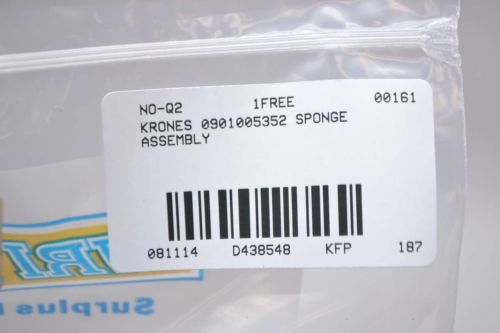 NO-Q2 1FREE 00161
KRONES 0901005352 SPONGE
ASSEMBLY
081114 D438548 KFP 187
Surplus